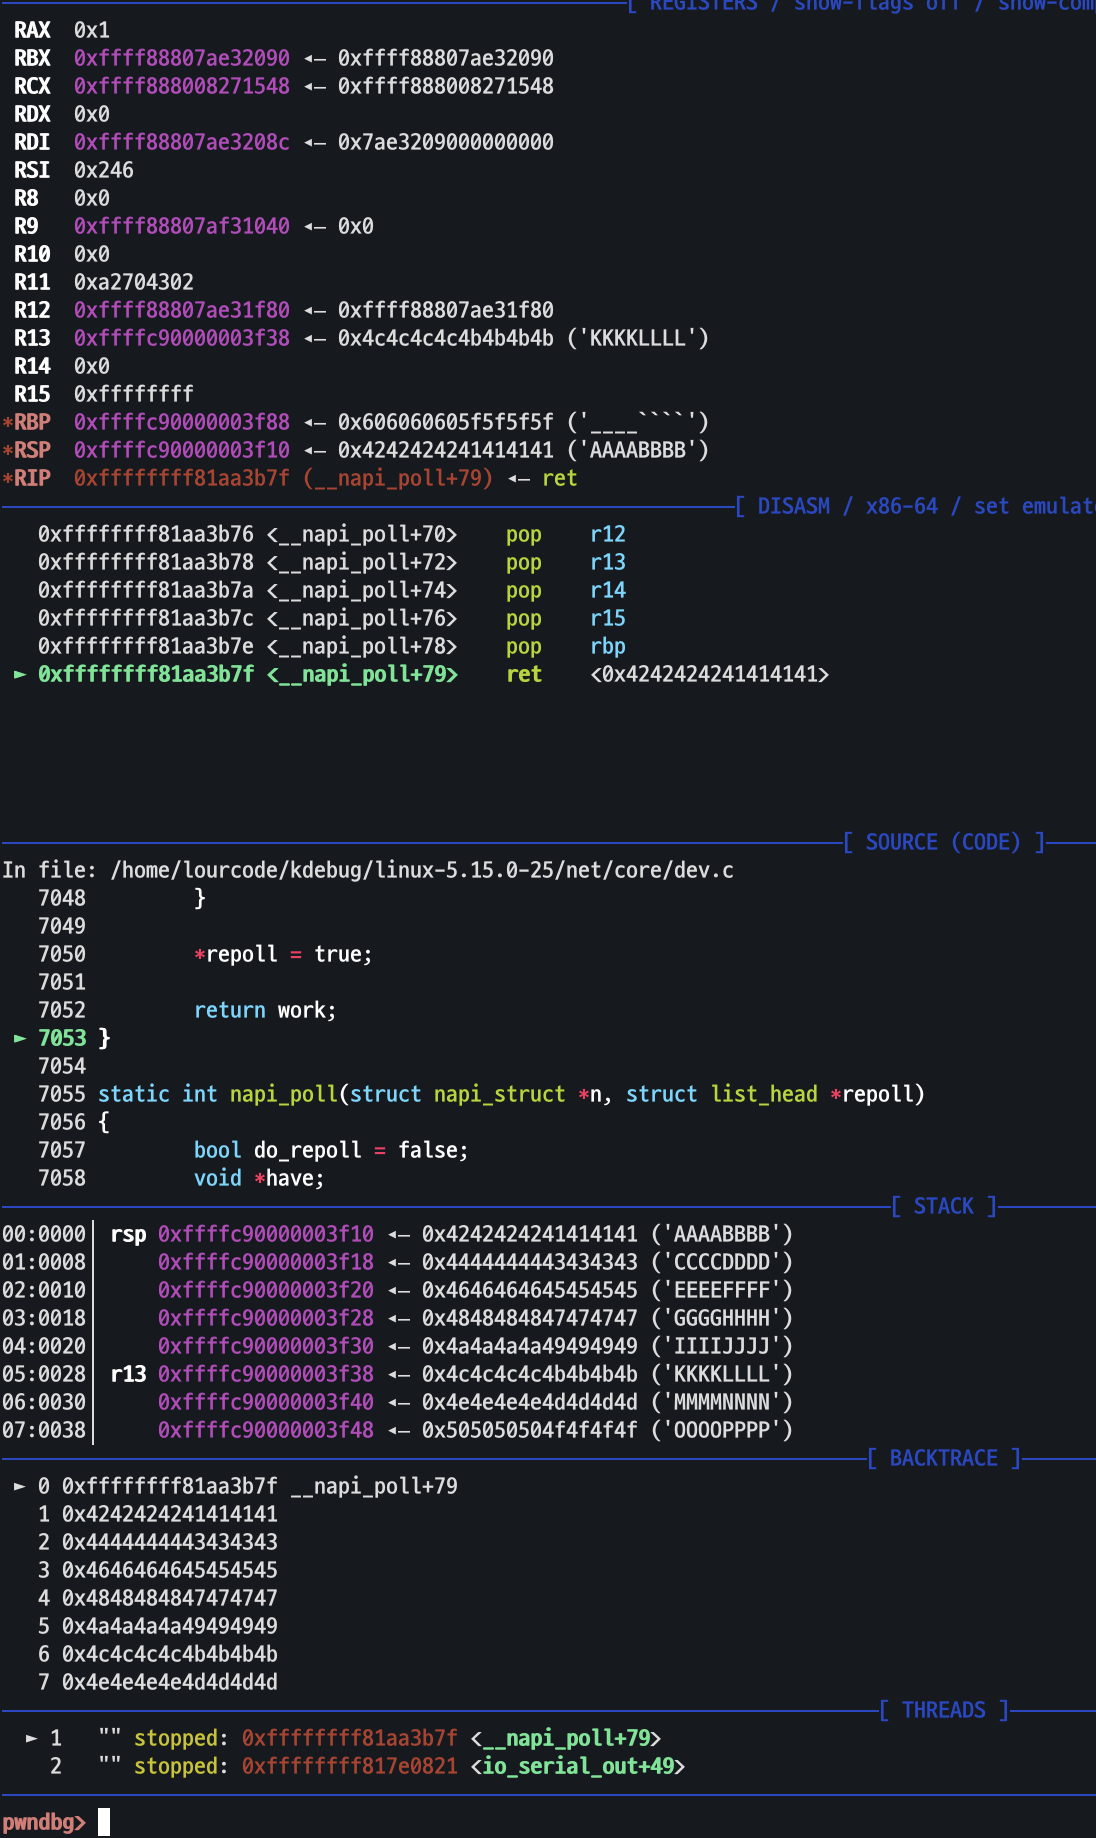 [ REGISTERS / show-flags off / show-com
RAX 0x1
RBX 0xffff88807ae32090 ◂— 0xffff88807ae32090
RCX 0xffff888008271548 ◂— 0xffff888008271548
RDX 0x0
RDI 0xffff88807ae3208c ◂— 0x7ae3209000000000
RSI 0x246
R8 0x0
R9 0xffff88807af31040 ◂— 0x0
R10 0x0
R11 0xa2704302
R12 0xffff88807ae31f80 ◂— 0xffff88807ae31f80
R13 0xffffc90000003f38 ◂— 0x4c4c4c4c4b4b4b4b ('KKKKLLLL')
R14 0x0
R15 0xffffffff
*RBP 0xffffc90000003f88 ◂— 0x606060605f5f5f5f ('____````')
*RSP 0xffffc90000003f10 ◂— 0x4242424241414141 ('AAAABBBB')
*RIP 0xffffffff81aa3b7f (__napi_poll+79) ◂— ret
[ DISASM / x86-64 / set emulate
0xffffffff81aa3b76 <__napi_poll+70> pop r12
0xffffffff81aa3b78 <__napi_poll+72> pop r13
0xffffffff81aa3b7a <__napi_poll+74> pop r14
0xffffffff81aa3b7c <__napi_poll+76> pop r15
0xffffffff81aa3b7e <__napi_poll+78> pop rbp
► 0xffffffff81aa3b7f <__napi_poll+79> ret <0x4242424241414141>
[ SOURCE (CODE) ]
In file: /home/lourcode/kdebug/linux-5.15.0-25/net/core/dev.c
7048 }
7049
7050 *repoll = true;
7051
7052 return work;
► 7053 }
7054
7055 static int napi_poll(struct napi_struct *n, struct list_head *repoll)
7056 {
7057 bool do_repoll = false;
7058 void *have;
[ STACK ]
00:0000│ rsp 0xffffc90000003f10 ◂— 0x4242424241414141 ('AAAABBBB')
01:0008│ 0xffffc90000003f18 ◂— 0x4444444443434343 ('CCCCDDDD')
02:0010│ 0xffffc90000003f20 ◂— 0x4646464645454545 ('EEEEFFFF')
03:0018│ 0xffffc90000003f28 ◂— 0x4848484847474747 ('GGGGHHHH')
04:0020│ 0xffffc90000003f30 ◂— 0x4a4a4a4a49494949 ('IIIIJJJJ')
05:0028│ r13 0xffffc90000003f38 ◂— 0x4c4c4c4c4b4b4b4b ('KKKKLLLL')
06:0030│ 0xffffc90000003f40 ◂— 0x4e4e4e4e4d4d4d4d ('MMMMNNNN')
07:0038│ 0xffffc90000003f48 ◂— 0x505050504f4f4f4f ('OOOOPPPP')
[ BACKTRACE ]
► 0 0xffffffff81aa3b7f __napi_poll+79
1 0x4242424241414141
2 0x4444444443434343
3 0x4646464645454545
4 0x4848484847474747
5 0x4a4a4a4a49494949
6 0x4c4c4c4c4b4b4b4b
7 0x4e4e4e4e4d4d4d4d
[ THREADS ]
► 1 "" stopped: 0xffffffff81aa3b7f <__napi_poll+79>
2 "" stopped: 0xffffffff817e0821 <io_serial_out+49>
pwndbg>